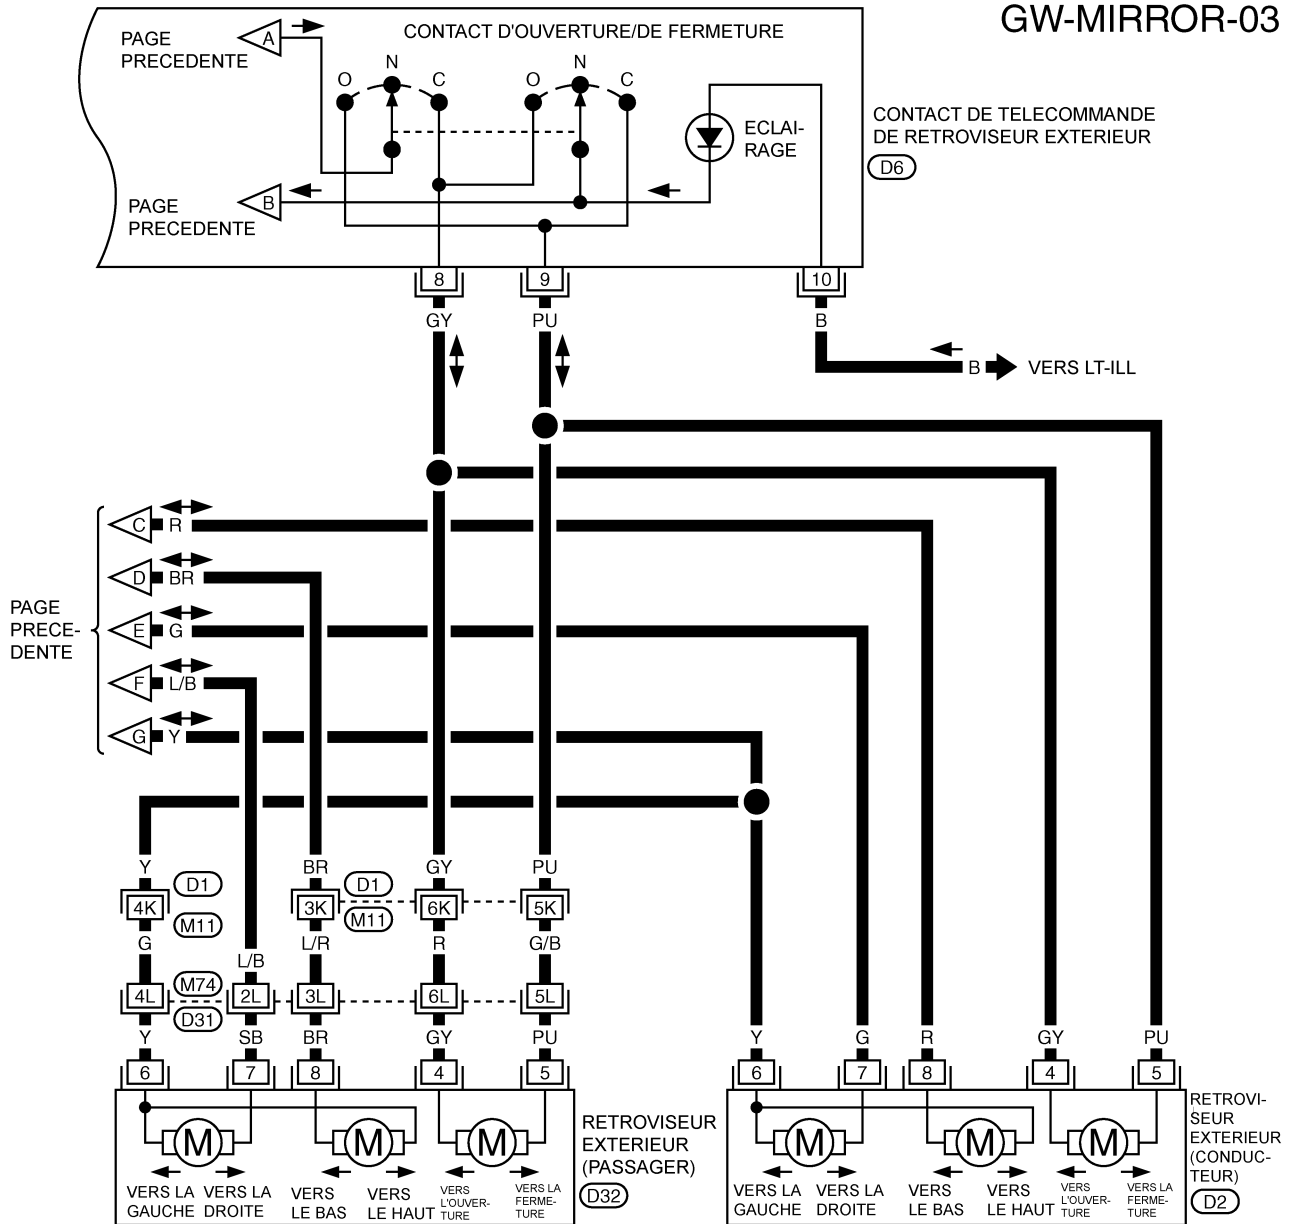 GW-MIRROR-03
PAGE
PRECEDENTE
A
CONTACT D'OUVERTURE/DE FERMETURE
O N C
O N C
ECLAI-
RAGE
CONTACT DE TELECOMMANDE
DE RETROVISEUR EXTERIEUR
D6
PAGE
PRECEDENTE
B
8 9 10
GY PU B
B VERS LT-ILL
PAGE
PRECE-
DENTE
C R
D BR
E G
F L/B
G Y
Y BR GY PU
D1 D1
4K 3K 6K 5K
M11 M11
G L/R R G/B
L/B
M74
4L 2L 3L 6L 5L
D31
Y SB BR GY PU
Y G R GY PU
6 7 8 4 5
6 7 8 4 5
M M M
RETROVISEUR
EXTERIEUR
(PASSAGER)
D32
VERS LA
GAUCHE
VERS LA
DROITE
VERS
LE BAS
VERS
LE HAUT
VERS
L'OUVER-
TURE
VERS LA
FERME-
TURE
M M M
RETROVI-
SEUR
EXTERIEUR
(CONDUC-
TEUR)
D2
VERS LA
GAUCHE
VERS LA
DROITE
VERS
LE BAS
VERS
LE HAUT
VERS
L'OUVER-
TURE
VERS LA
FERME-
TURE